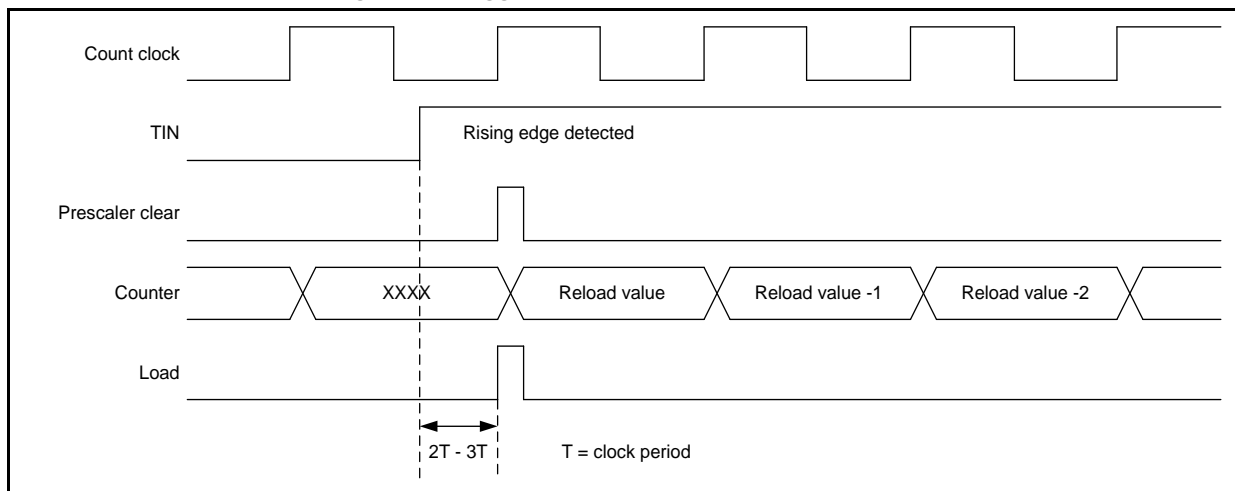 Count clock
TIN
Rising edge detected
Prescaler clear
Counter
XXXX
Reload value
Reload value -1
Reload value -2
Load
2T - 3T
T = clock period